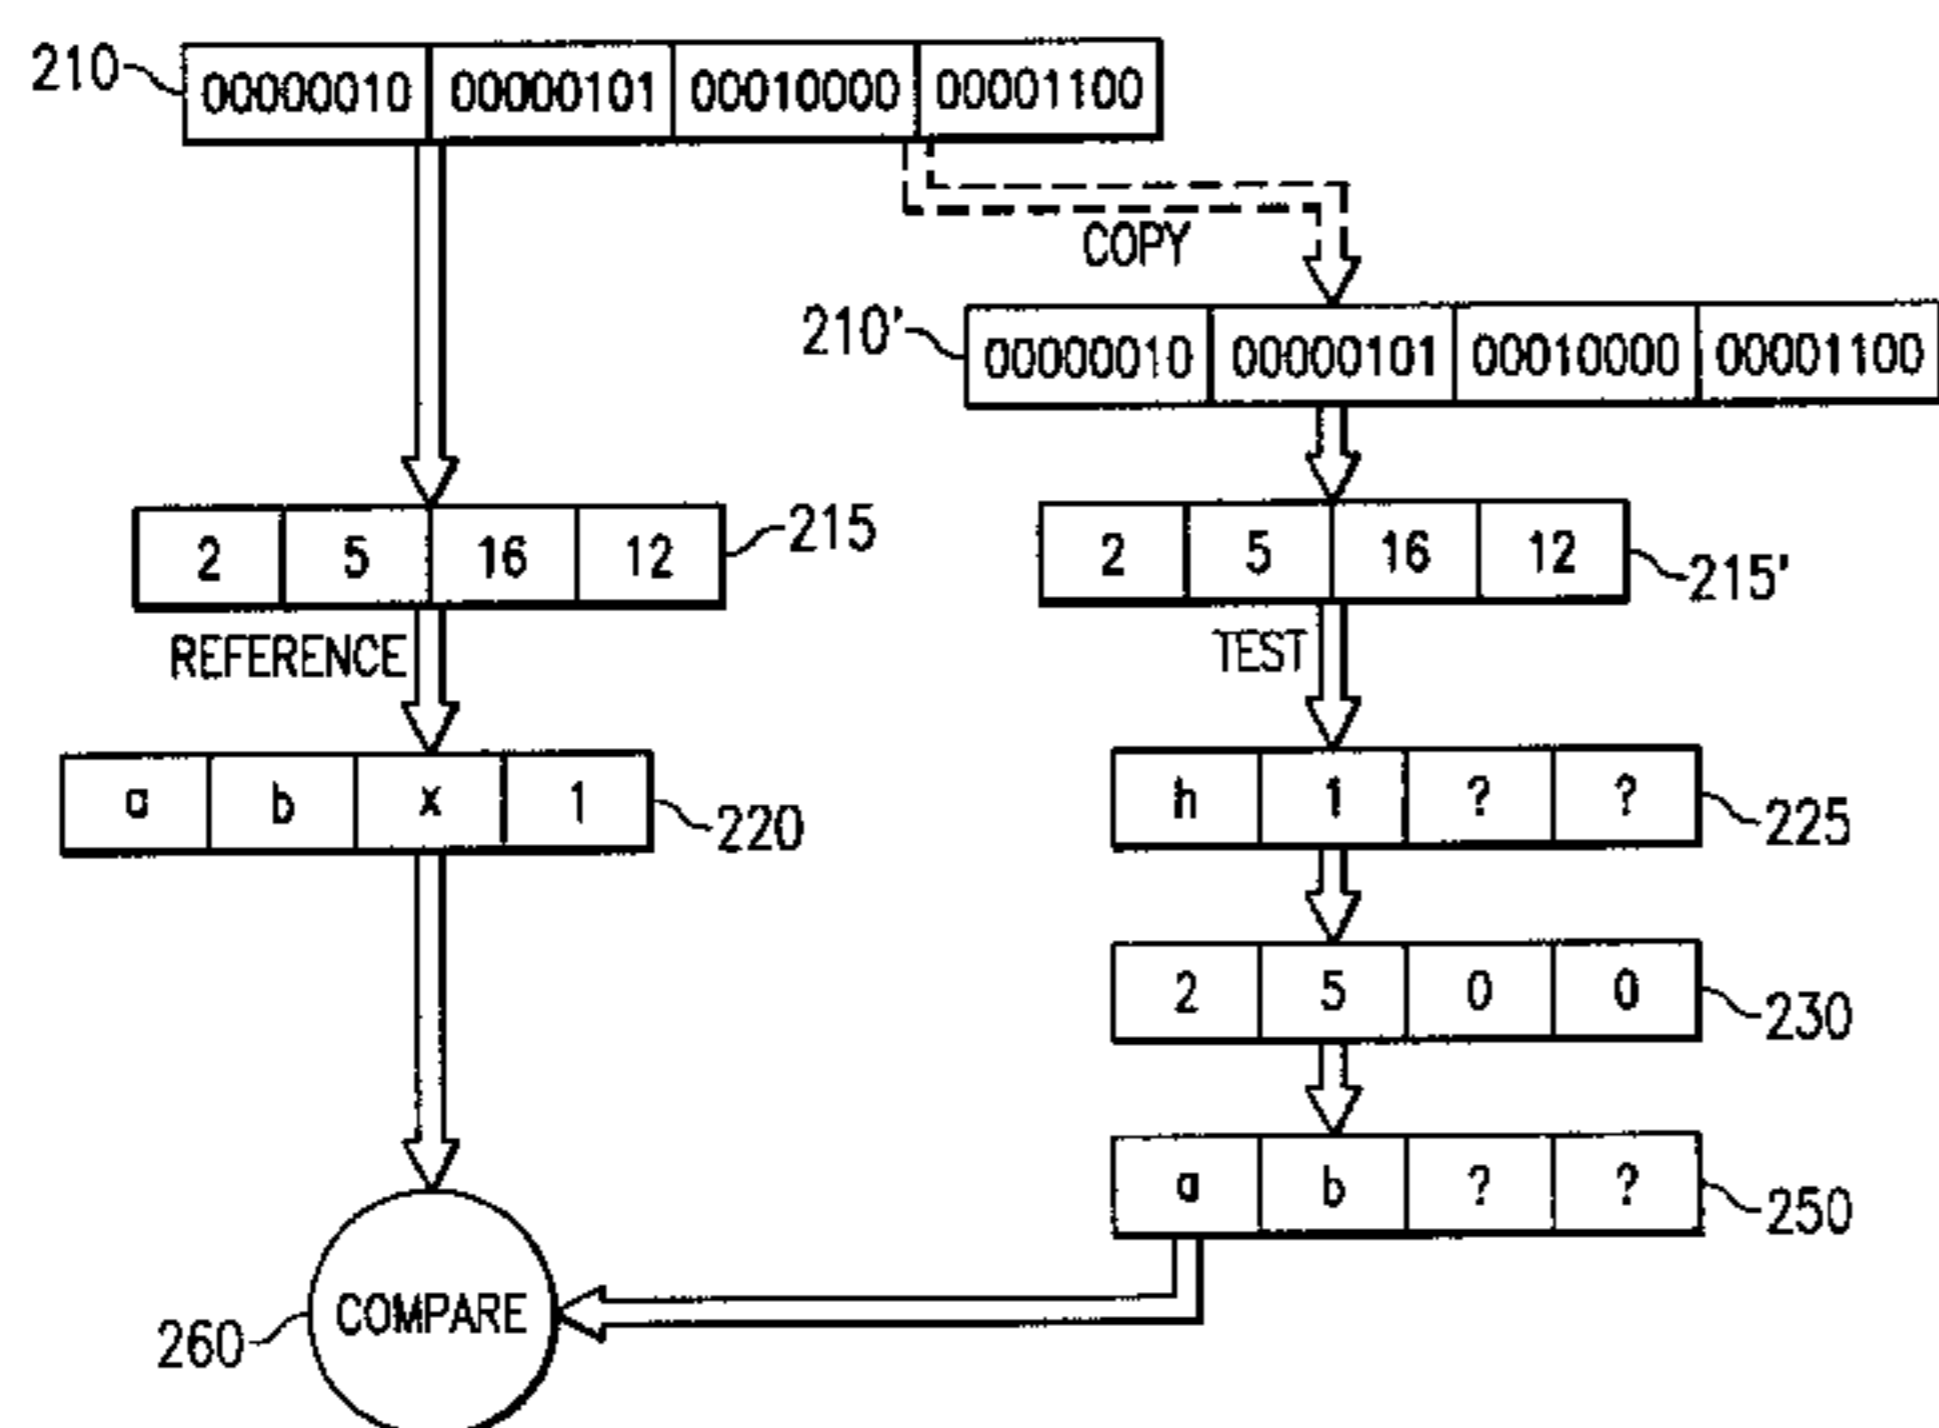 210 00000010 00000101 00010000 00001100
COPY
210' 00000010 00000101 00010000 00001100
2 5 16 12 215
2 5 16 12 215'
REFERENCE
TEST
a b x 1 220
h 1 ? ? 225
2 5 0 0 230
a b ? ? 250
260 COMPARE